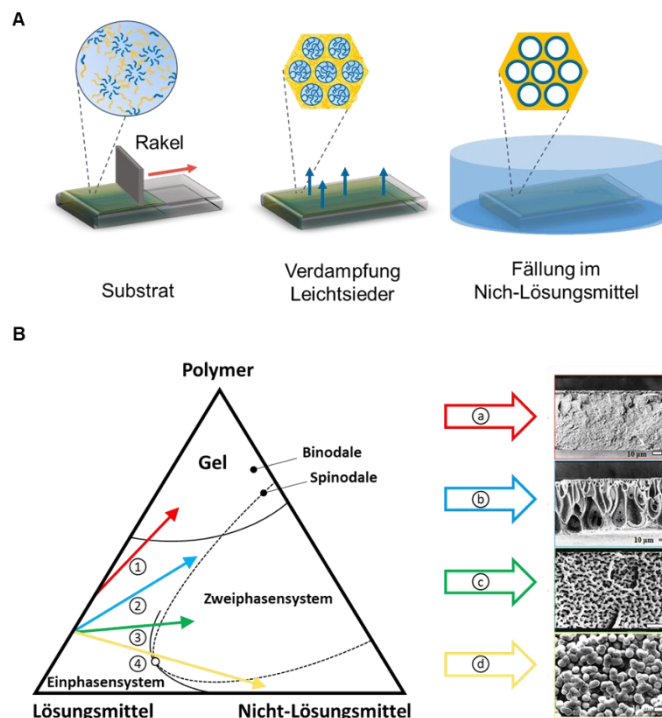 A
Rakel
Substrat
Verdampfung
Leichtsieder
Fällung im
Nich-Lösungsmittel
B
Polymer
Gel
Binodale
Spinodale
1
2
Zweiphasensystem
3
4
Einphasensystem
Lösungsmittel
Nicht-Lösungsmittel
a
10 µm
b
10 µm
c
d